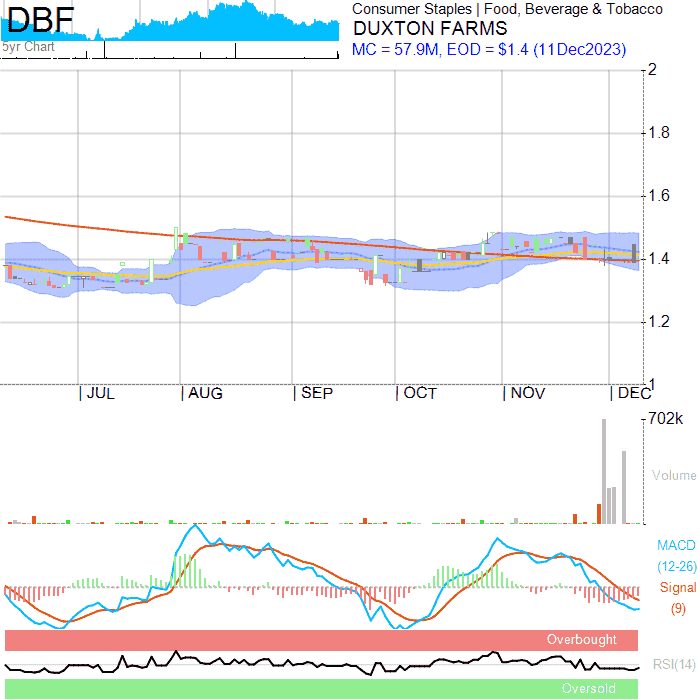 DBF
5yr Chart
Consumer Staples | Food, Beverage & Tobacco
DUXTON FARMS
MC = 57.9M, EOD = $1.4 (11Dec2023)
2
1.8
1.6
1.4
1.2
1
JUL
AUG
SEP
OCT
NOV
DEC
702k
Volume
MACD
(12-26)
Signal
(9)
Overbought
RSI(14)
Oversold